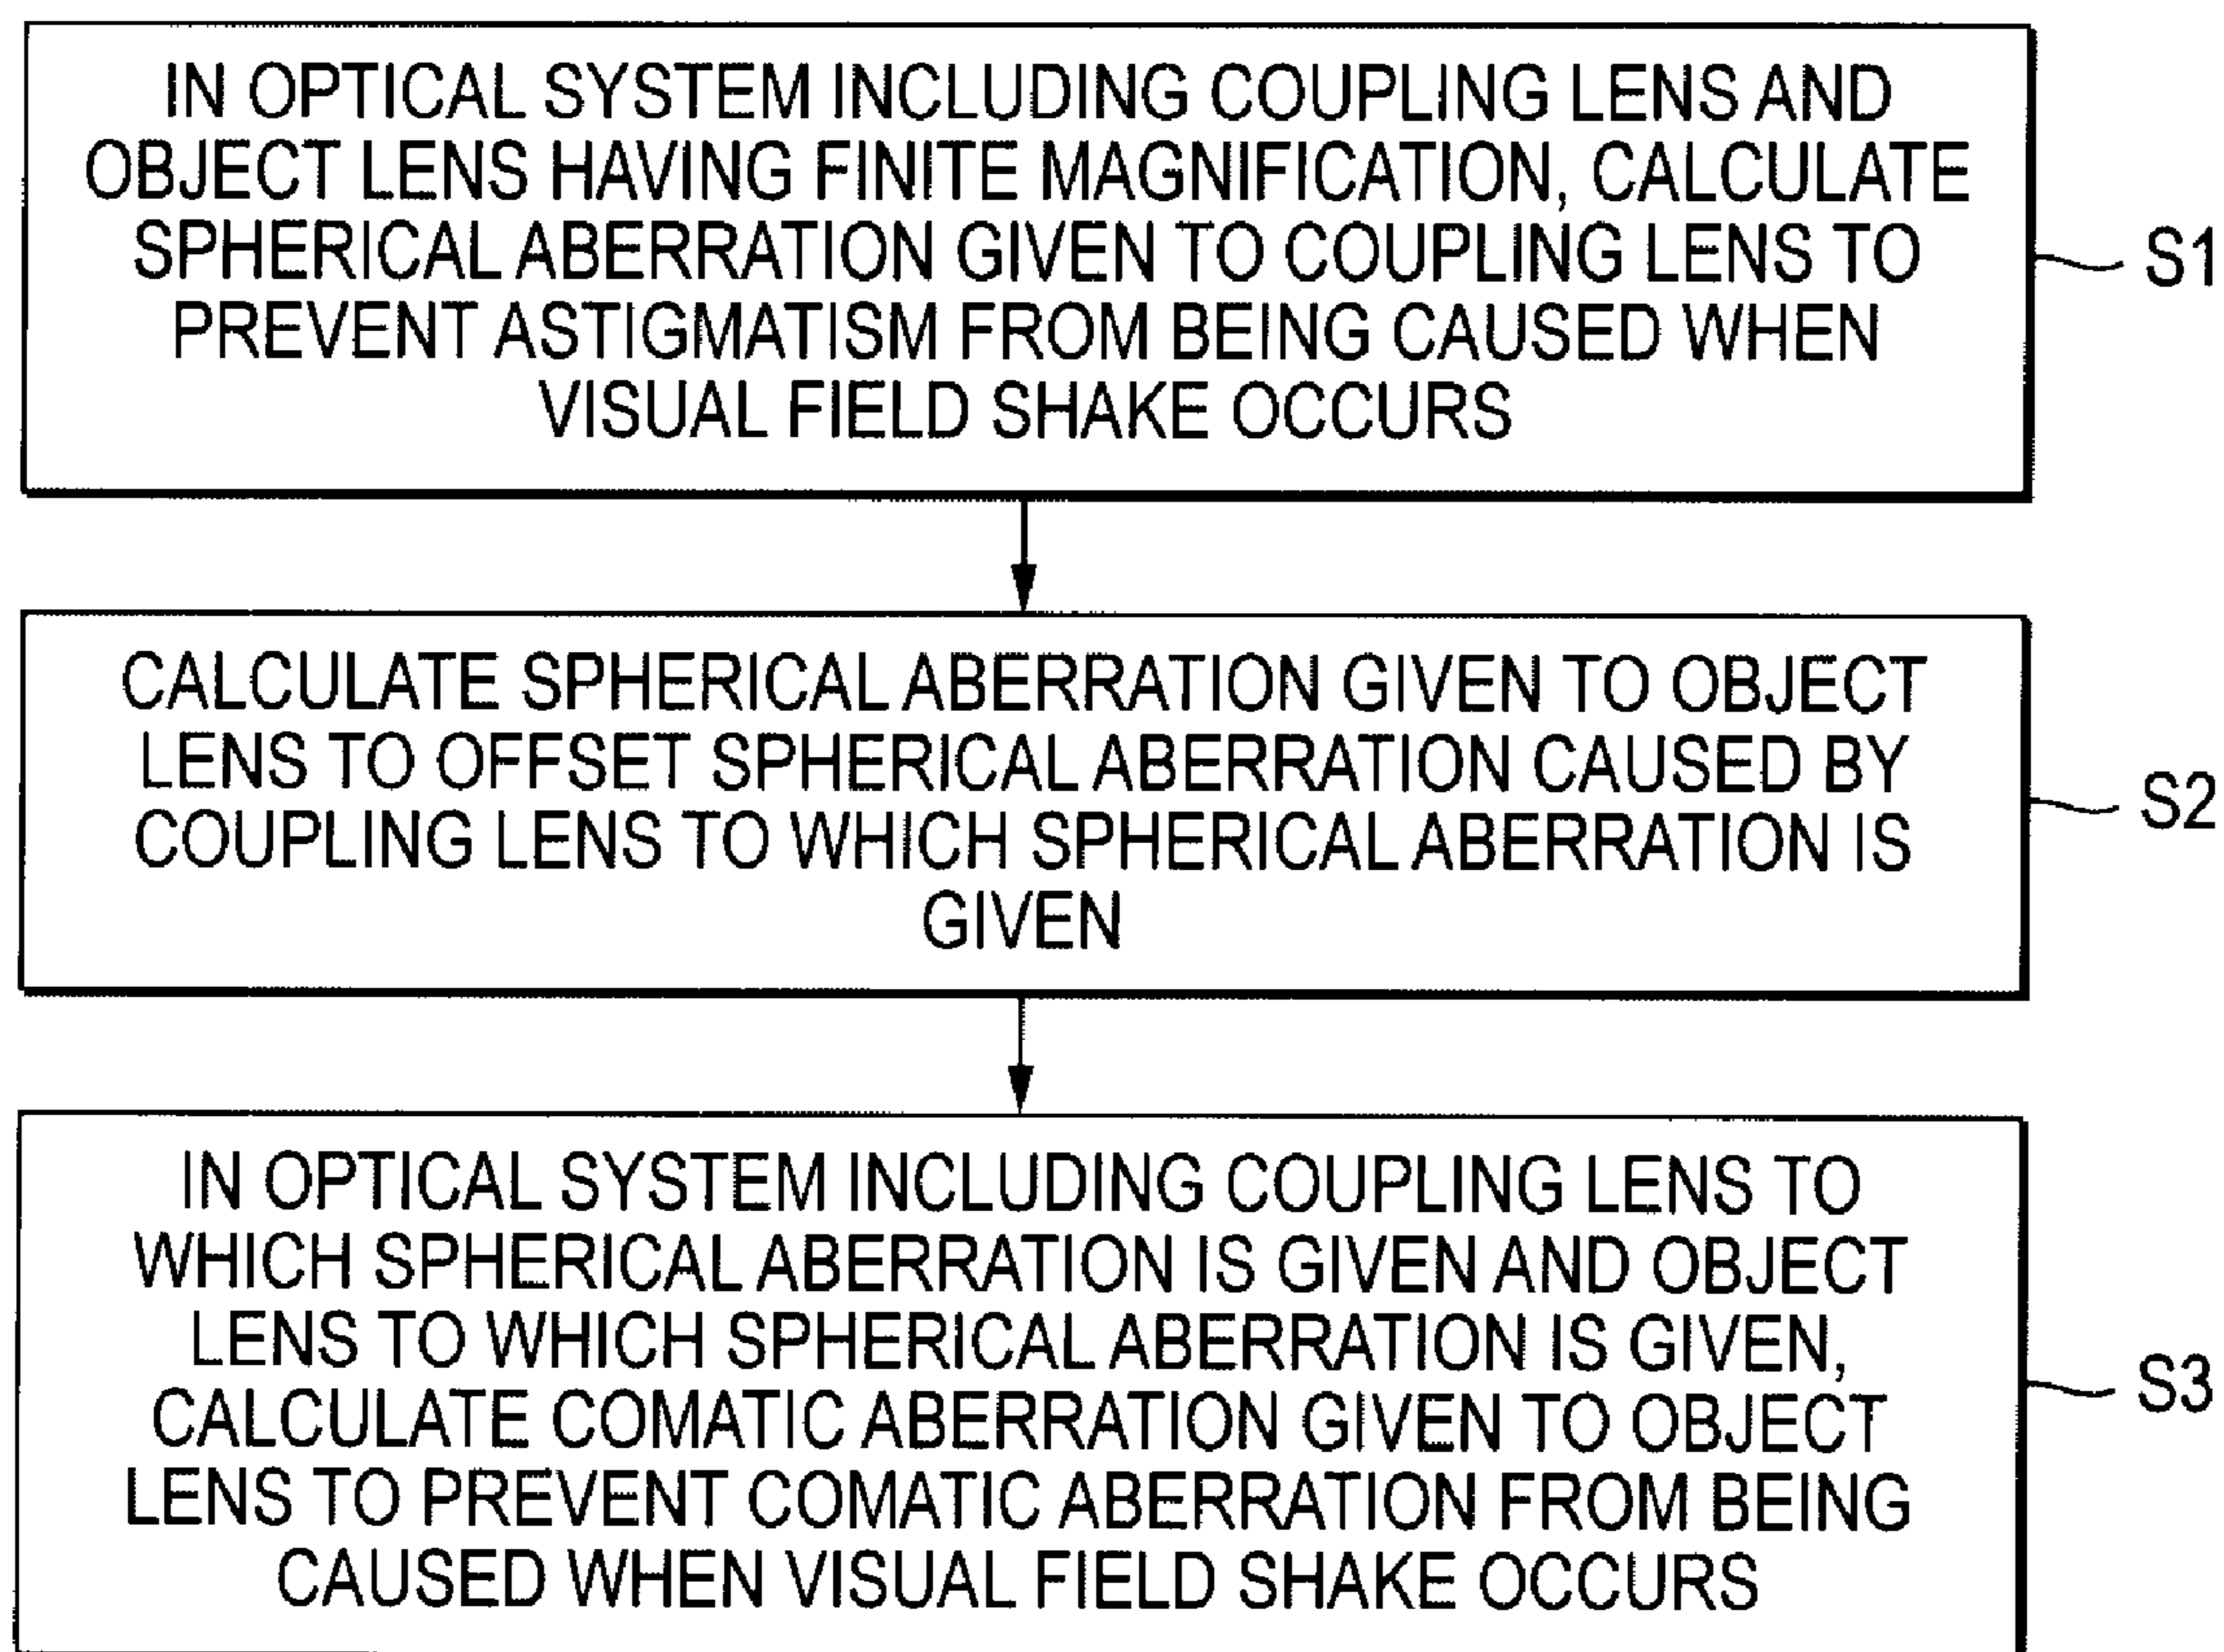 IN OPTICAL SYSTEM INCLUDING COUPLING LENS AND
OBJECT LENS HAVING FINITE MAGNIFICATION, CALCULATE
SPHERICAL ABERRATION GIVEN TO COUPLING LENS TO
PREVENT ASTIGMATISM FROM BEING CAUSED WHEN
VISUAL FIELD SHAKE OCCURS
S1
CALCULATE SPHERICAL ABERRATION GIVEN TO OBJECT
LENS TO OFFSET SPHERICAL ABERRATION CAUSED BY
COUPLING LENS TO WHICH SPHERICAL ABERRATION IS
GIVEN
S2
IN OPTICAL SYSTEM INCLUDING COUPLING LENS TO
WHICH SPHERICAL ABERRATION IS GIVEN AND OBJECT
LENS TO WHICH SPHERICAL ABERRATION IS GIVEN,
CALCULATE COMATIC ABERRATION GIVEN TO OBJECT
LENS TO PREVENT COMATIC ABERRATION FROM BEING
CAUSED WHEN VISUAL FIELD SHAKE OCCURS
S3